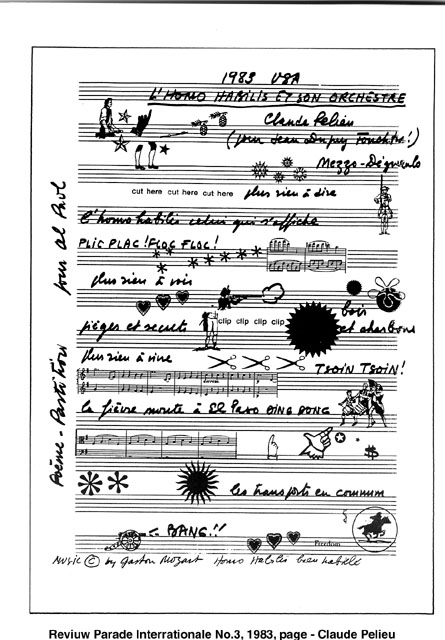 1983 USA
L'HOMO HABILIS ET SON ORCHESTRE
Claude Pelieu
(pour Jean Dupuy
Mezzo-Dégueulo
cut here cut here cut here plus rien à dire
l'homo habilis celui qui s'affiche
PLIC PLAC! FLOC FLOC!
plus rien à voir
bois
pièges et secrets clip clip clip clip et charbons
plus rien à vivre
TSOIN TSOIN!
la fièvre monte à El Paso DING DONG
$
les transports en commun
<- BANG!!
Freedom
MUSIC © by Gaston Mozart Homo Habilis bien habillé
Poème-Partition pour al Paul
Reviuw Parade Interrationale No.3, 1983, page - Claude Pelieu